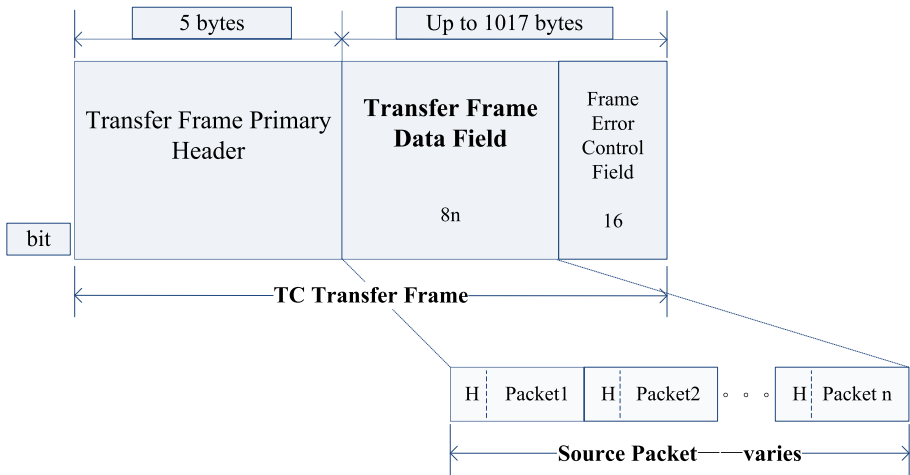 5 bytes
Up to 1017 bytes
Transfer Frame Primary
Header
Transfer Frame
Data Field
8n
Frame
Error
Control
Field
16
bit
TC Transfer Frame
H Packet1 H Packet2 H Packet n
Source Packet——varies